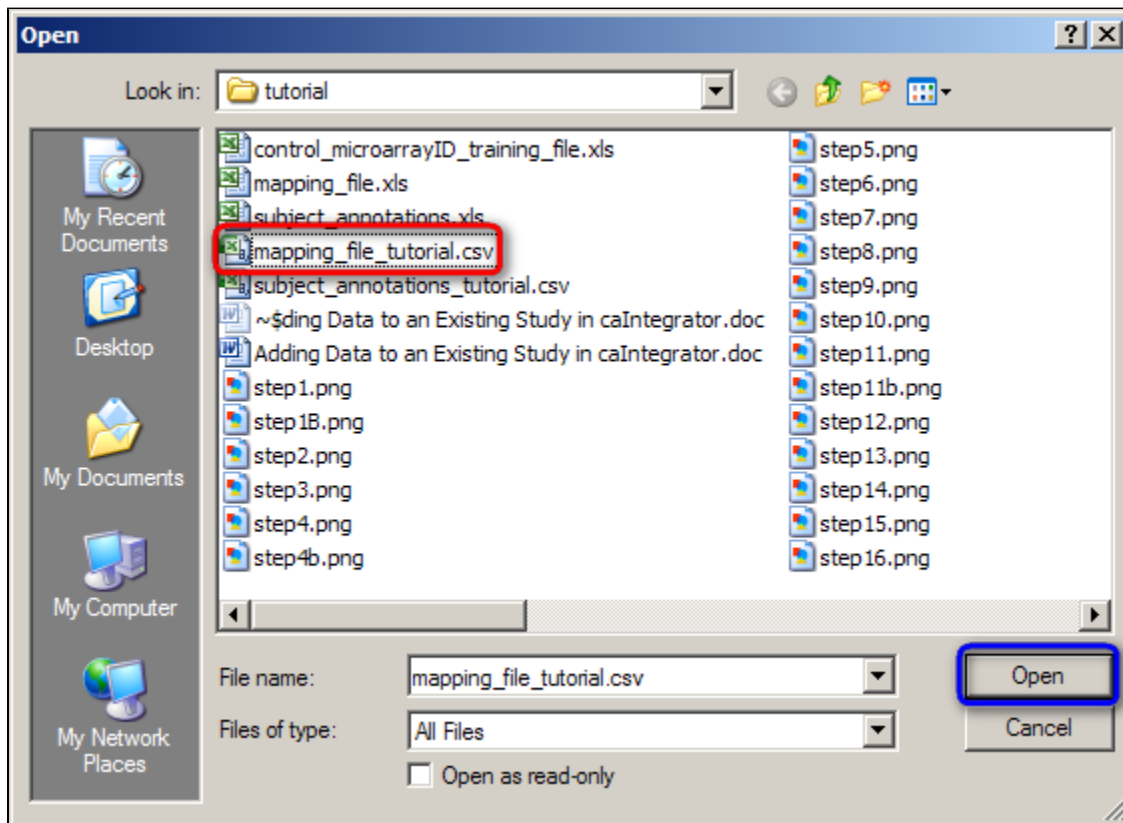 Open
Look in:
tutorial
My Recent
Documents
Desktop
My Documents
My Computer
My Network
Places
control_microarrayID_training_file.xls
mapping_file.xls
subject_annotations.xls
mapping_file_tutorial.csv
subject_annotations_tutorial.csv
~$ding Data to an Existing Study in caIntegrator.doc
Adding Data to an Existing Study in caIntegrator.doc
step1.png
step1B.png
step2.png
step3.png
step4.png
step4b.png
step5.png
step6.png
step7.png
step8.png
step9.png
step10.png
step11.png
step11b.png
step12.png
step13.png
step14.png
step15.png
step16.png
File name:
mapping_file_tutorial.csv
Open
Files of type:
All Files
Cancel
Open as read-only